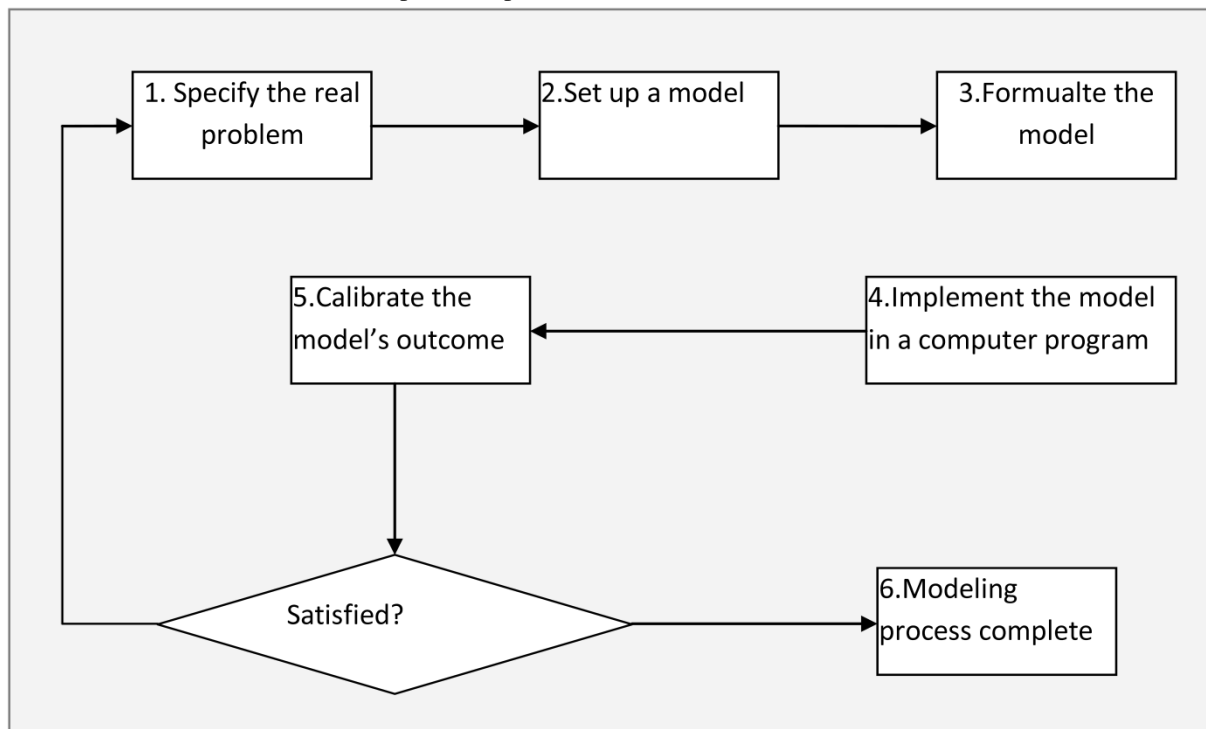 1. Specify the real
problem
2.Set up a model
3.Formualte the
model
5.Calibrate the
model’s outcome
4.Implement the model
in a computer program
Satisfied?
6.Modeling
process complete